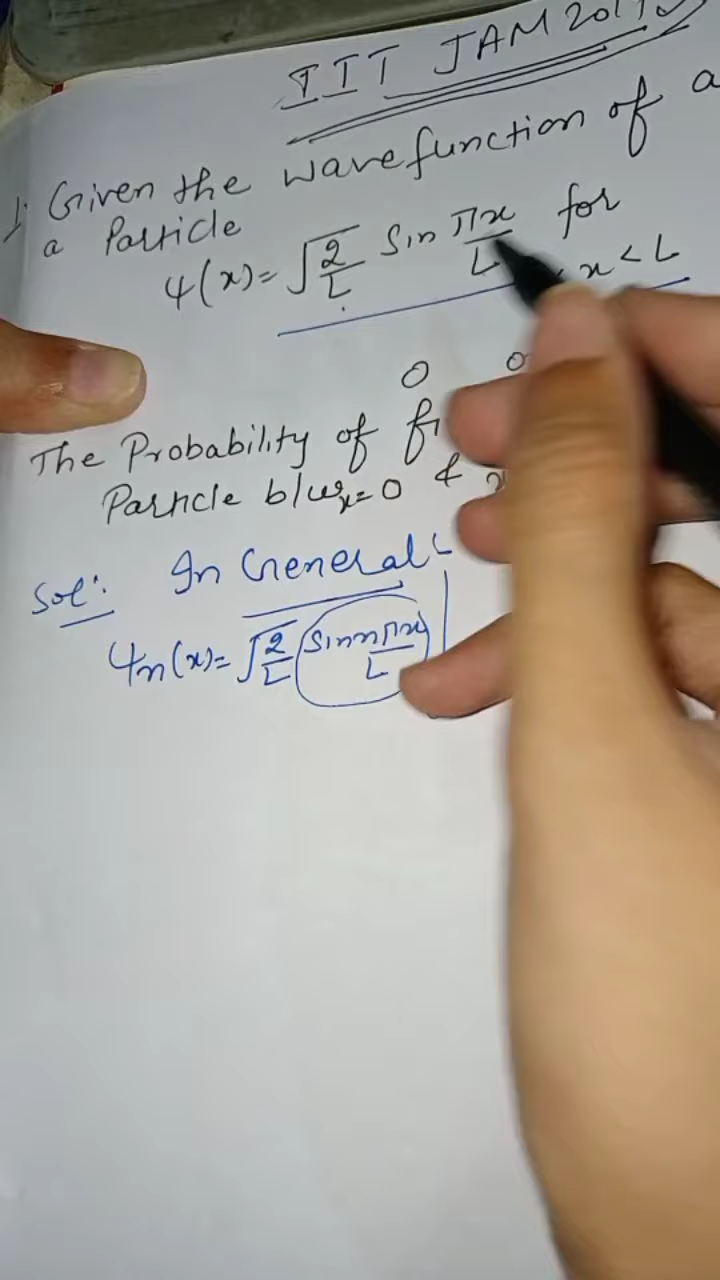 IIT JAM 201
1. Given the wavefunction of a
a Particle
ψ(x)= √2/L Sin πx/L for
x < L
0
The Probability of
Particle b/w x=0 &
Sol: In General
ψn(x)= √2/L Sin nπx/L